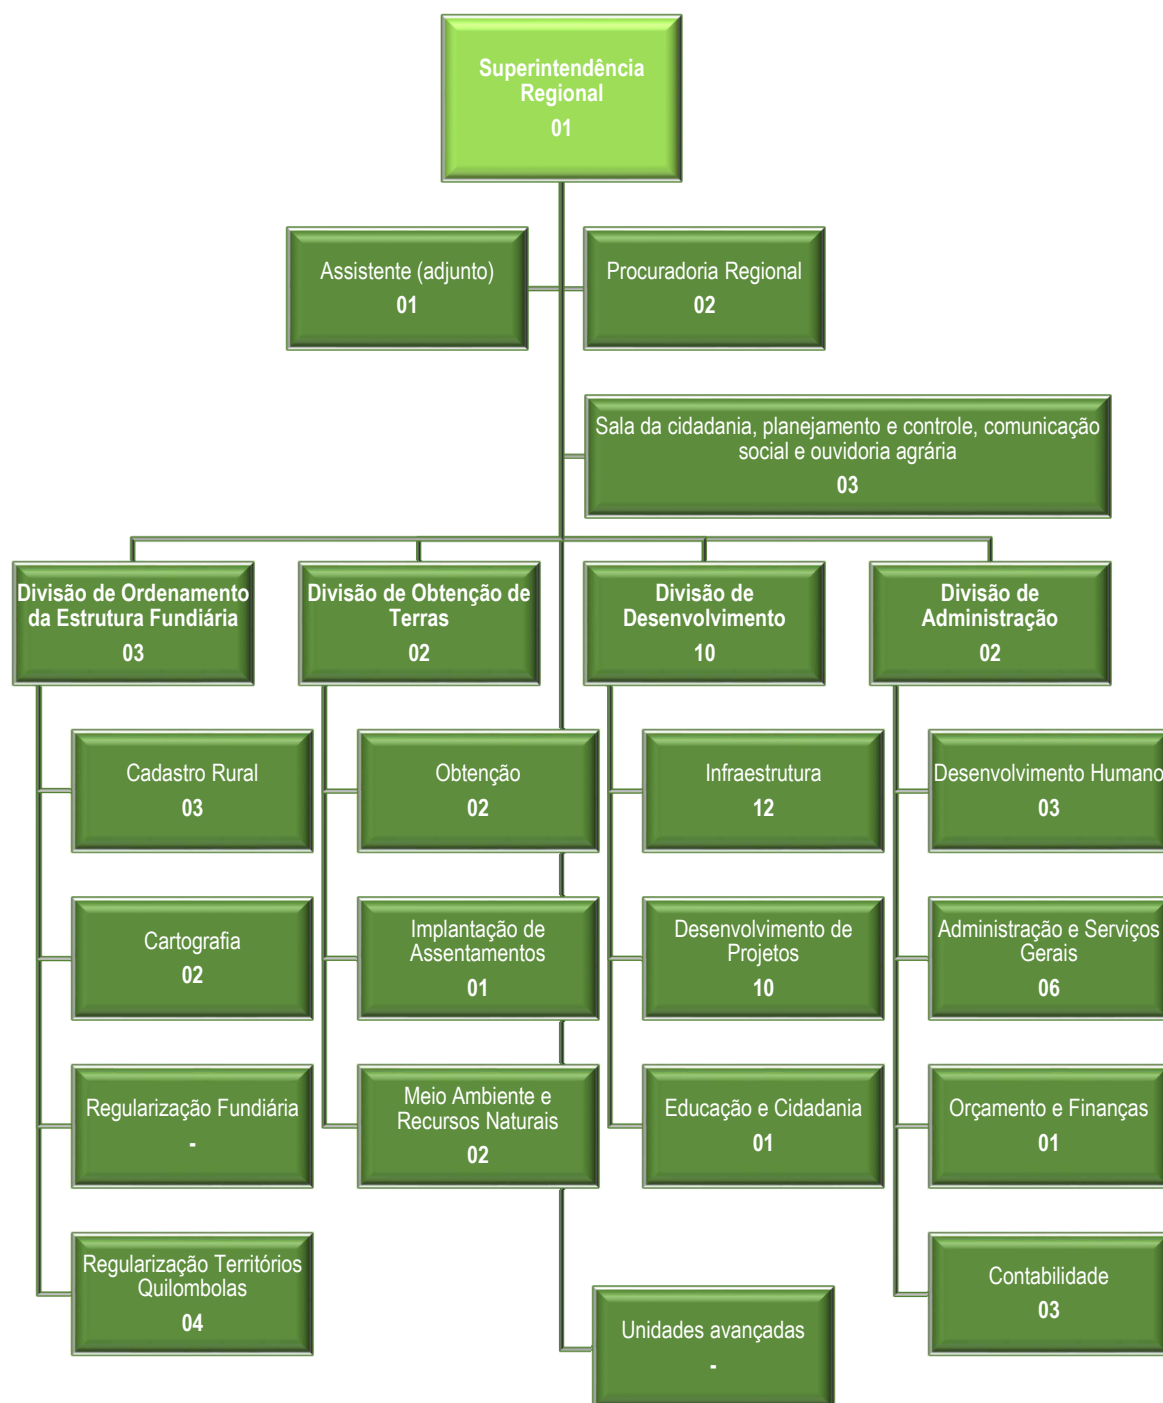 Superintendência
Regional
01
Assistente (adjunto)
01
Procuradoria Regional
02
Sala da cidadania, planejamento e controle, comunicação
social e ouvidoria agrária
03
Divisão de Ordenamento
da Estrutura Fundiária
03
Divisão de Obtenção de
Terras
02
Divisão de
Desenvolvimento
10
Divisão de
Administração
02
Cadastro Rural
03
Cartografia
02
Regularização Fundiária
-
Regularização Territórios
Quilombolas
04
Obtenção
02
Implantação de
Assentamentos
01
Meio Ambiente e
Recursos Naturais
02
Infraestrutura
12
Desenvolvimento de
Projetos
10
Educação e Cidadania
01
Desenvolvimento Humano
03
Administração e Serviços
Gerais
06
Orçamento e Finanças
01
Contabilidade
03
Unidades avançadas
-